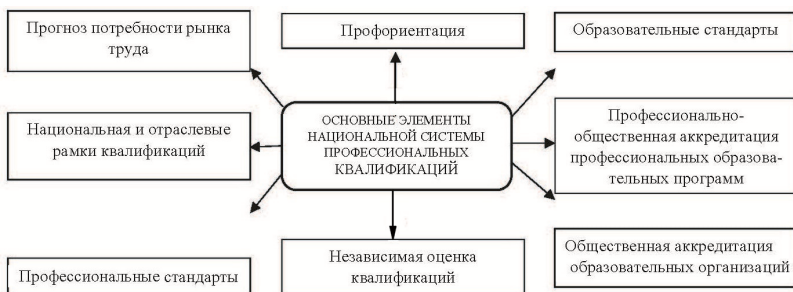 Прогноз потребности рынка
труда
Профориентация
Образовательные стандарты
Национальная и отраслевые
рамки квалификаций
ОСНОВНЫЕ ЭЛЕМЕНТЫ
НАЦИОНАЛЬНОЙ СИСТЕМЫ
ПРОФЕССИОНАЛЬНЫХ
КВАЛИФИКАЦИЙ
Профессионально-
общественная аккредитация
профессиональных образова-
тельных программ
Профессиональные стандарты
Независимая оценка
квалификаций
Общественная аккредитация
образовательных организаций